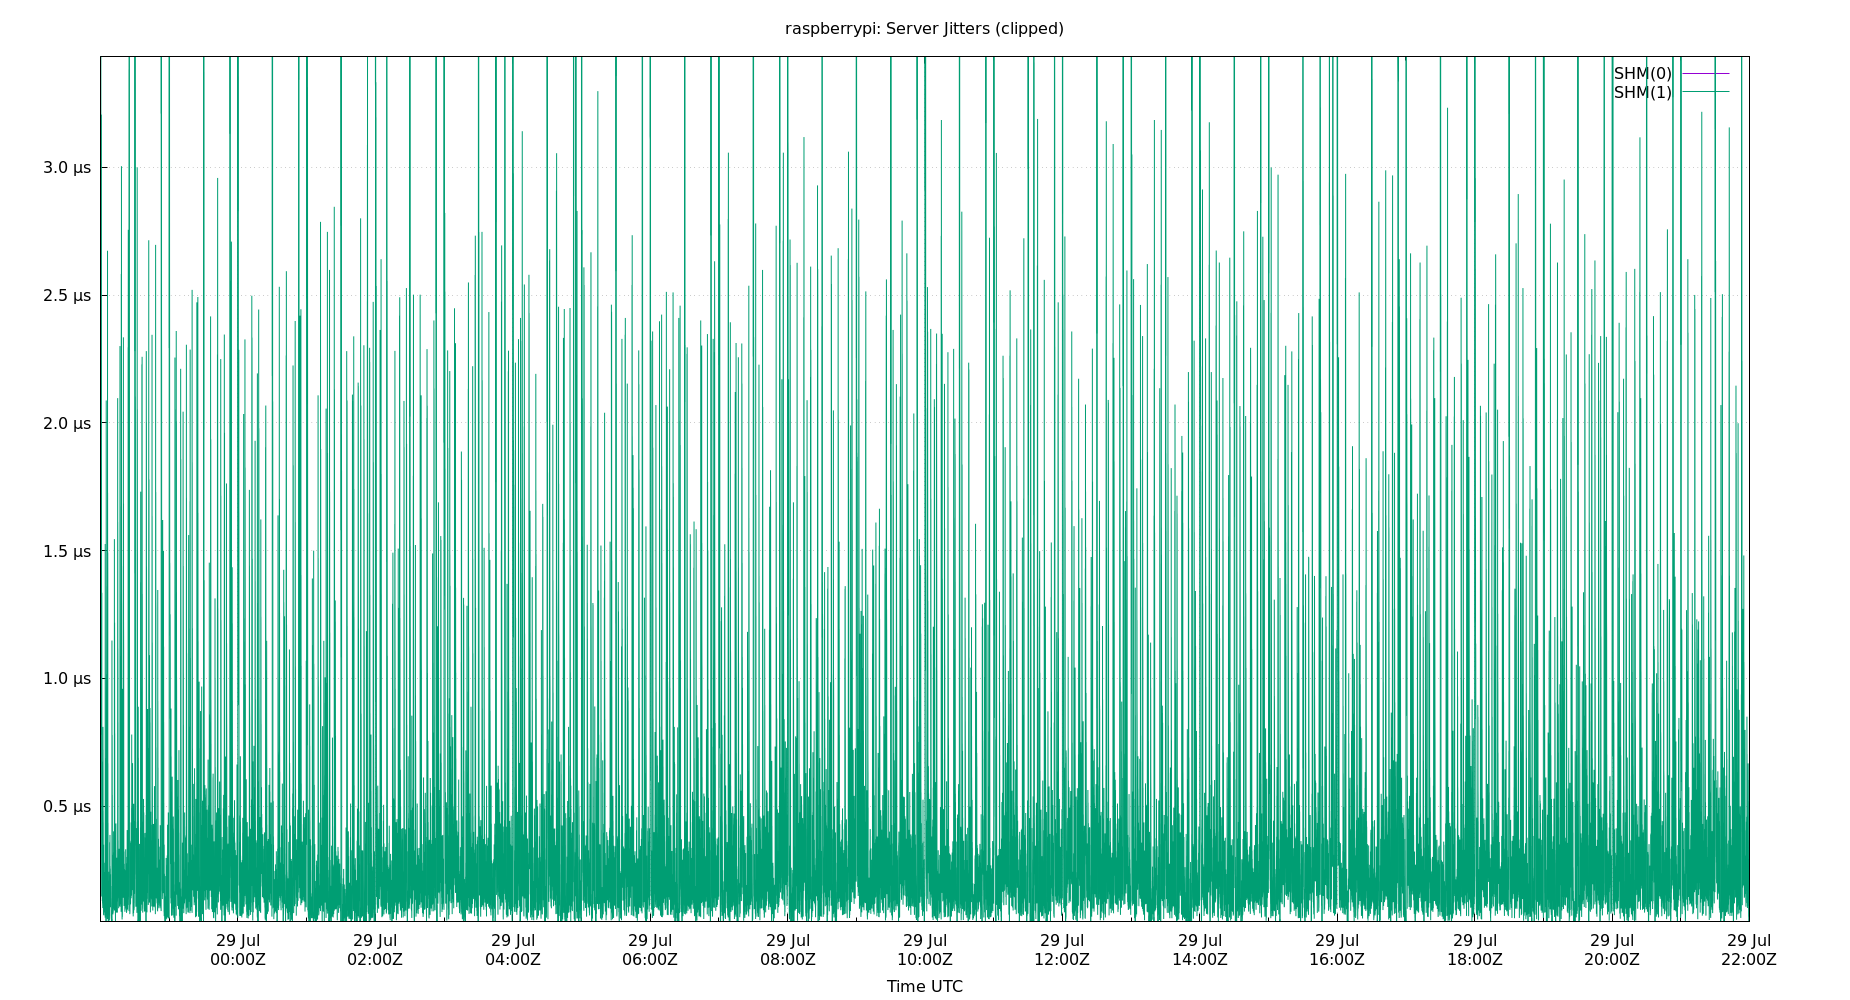 raspberrypi: Server Jitters (clipped)
SHM(0)
SHM(1)
3.0 µs
2.5 µs
2.0 µs
1.5 µs
1.0 µs
0.5 µs
29 Jul 29 Jul 29 Jul 29 Jul 29 Jul 29 Jul 29 Jul 29 Jul 29 Jul 29 Jul 29 Jul 29 Jul
00:00Z 02:00Z 04:00Z 06:00Z 08:00Z 10:00Z 12:00Z 14:00Z 16:00Z 18:00Z 20:00Z 22:00Z
Time UTC